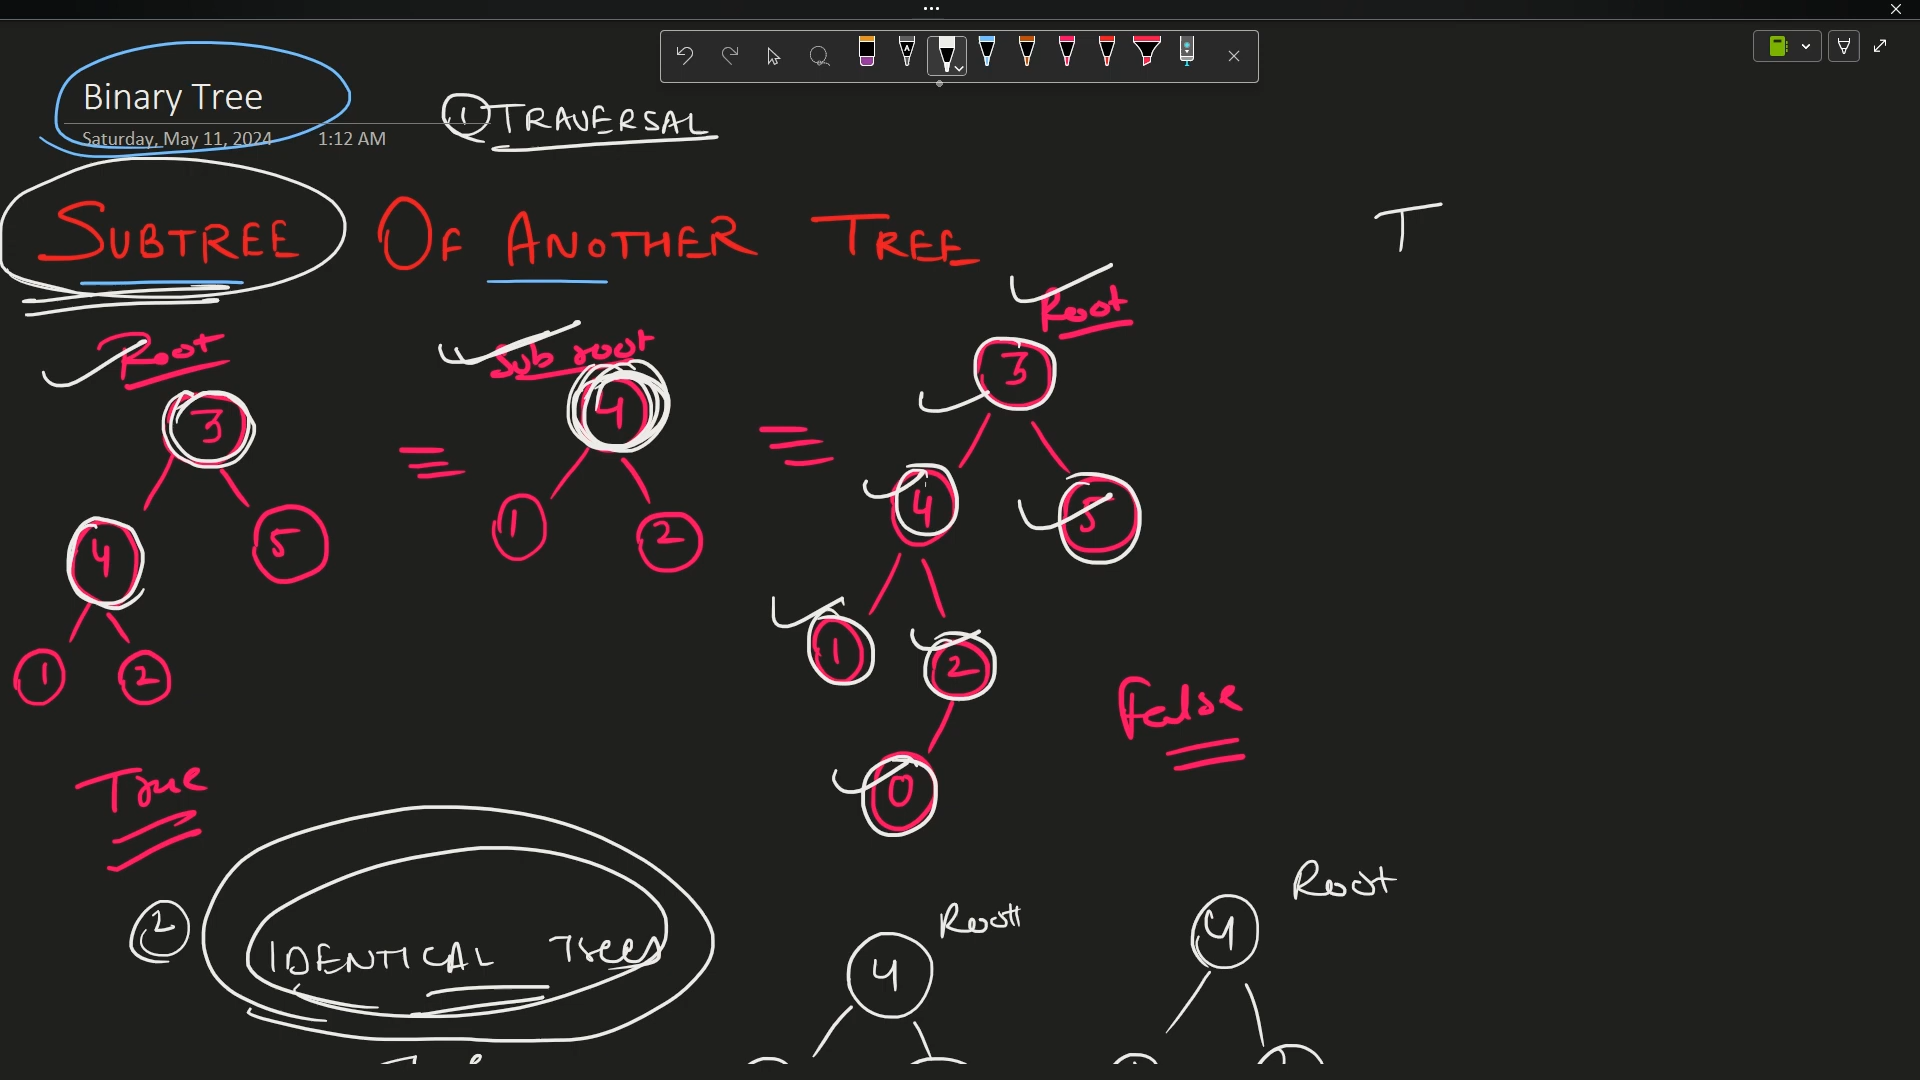 Binary Tree
Saturday, May 11, 2024 1:12 AM
1 TRAVERSAL
SUBTREE OF ANOTHER TREE
T
Root
Root
Sub root
3
4
3
4
5
1
2
4
5
1
2
1
2
0
False
True
2
IDENTICAL Trees
Root
4
Root
4